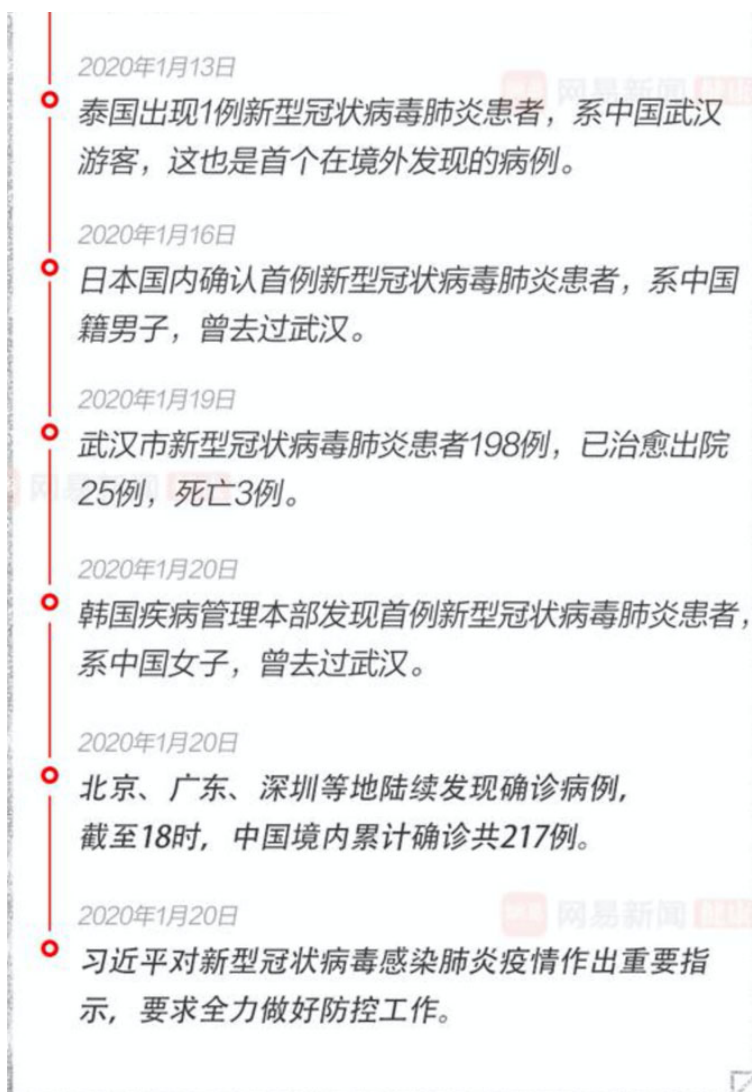 2020年1月13日
网易新闻
泰国出现1例新型冠状病毒肺炎患者，系中国武汉
游客，这也是首个在境外发现的病例。
2020年1月16日
日本国内确认首例新型冠状病毒肺炎患者，系中国
籍男子，曾去过武汉。
2020年1月19日
武汉市新型冠状病毒肺炎患者198例，已治愈出院
25例，死亡3例。
2020年1月20日
韩国疾病管理本部发现首例新型冠状病毒肺炎患者，
系中国女子，曾去过武汉。
2020年1月20日
北京、广东、深圳等地陆续发现确诊病例，
截至18时，中国境内累计确诊共217例。
2020年1月20日
网易新闻
习近平对新型冠状病毒感染肺炎疫情作出重要指
示，要求全力做好防控工作。